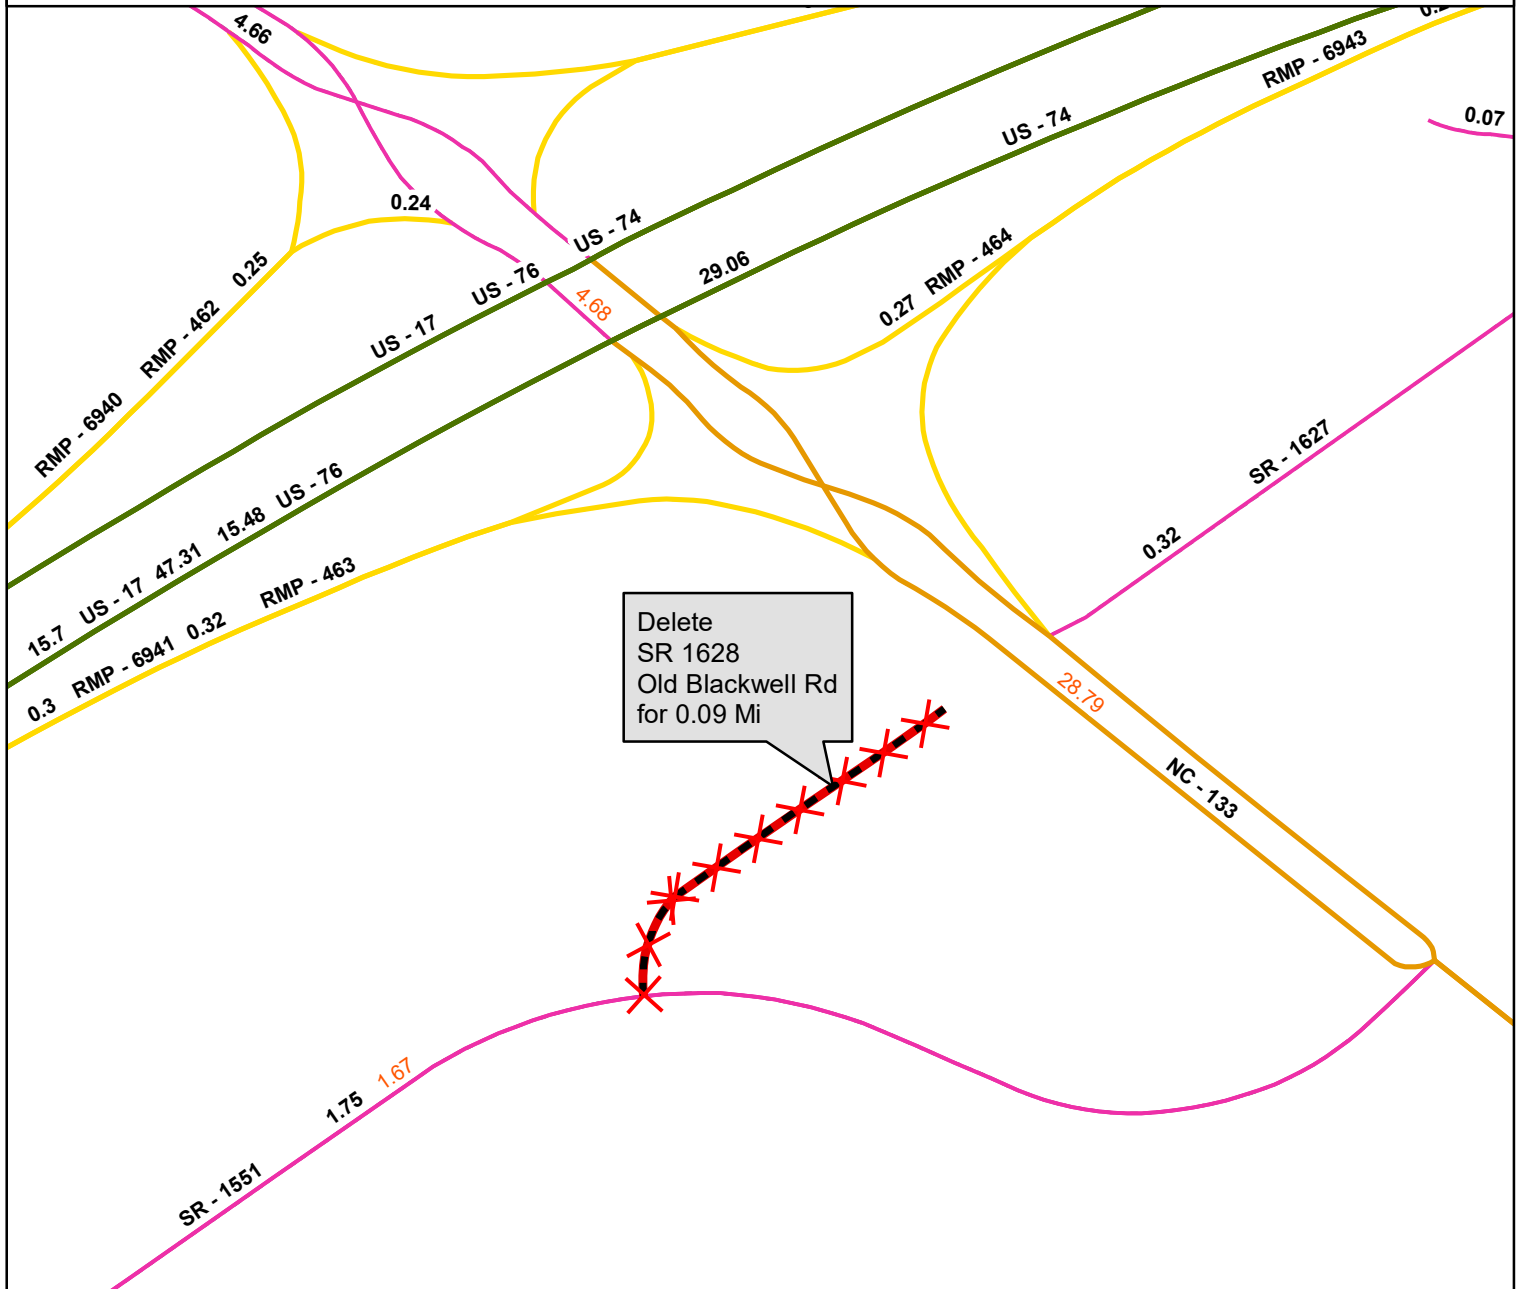 4.66
RMP - 6943
0.07
US - 74
0.24
US - 74
29.06
0.25
US - 76
4.68
0.27 RMP - 464
RMP - 462
US - 17
RMP - 6940
SR - 1627
US - 76
15.48
0.32
47.31
US - 17
15.7
RMP - 463
0.32
RMP - 6941
0.3
Delete
SR 1628
Old Blackwell Rd
for 0.09 Mi
28.79
NC - 133
1.67
1.75
SR - 1551